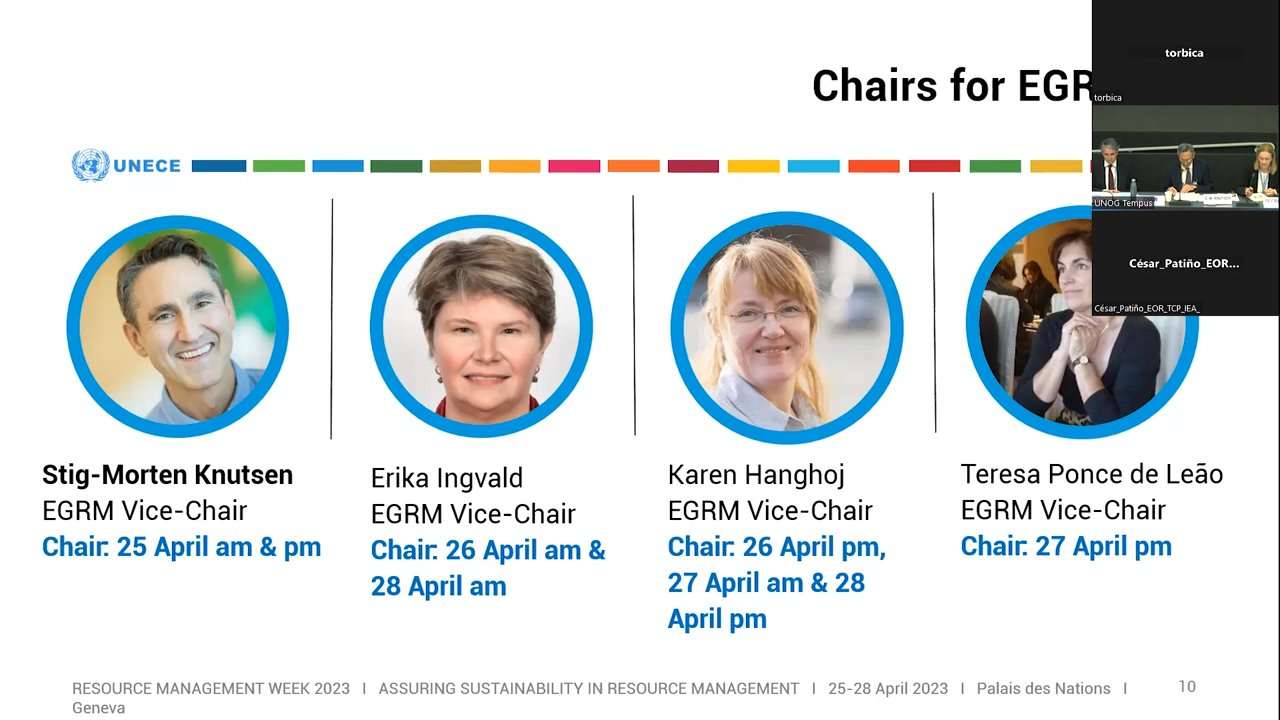 Chairs for EGR
torbica
torbica
UNOG Tempus
César_Patiño_EOR...
César_Patiño_EOR_TCP_IEA_
UNECE
Stig-Morten Knutsen
EGRM Vice-Chair
Chair: 25 April am & pm
Erika Ingvald
EGRM Vice-Chair
Chair: 26 April am &
28 April am
Karen Hanghoj
EGRM Vice-Chair
Chair: 26 April pm,
27 April am & 28
April pm
Teresa Ponce de Leão
EGRM Vice-Chair
Chair: 27 April pm
RESOURCE MANAGEMENT WEEK 2023 I ASSURING SUSTAINABILITY IN RESOURCE MANAGEMENT I 25-28 April 2023 I Palais des Nations I
Geneva
10